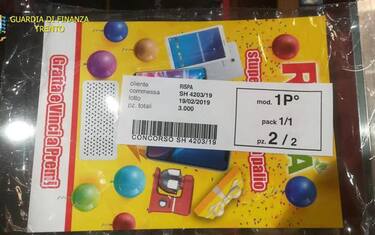 GUARDIA DI FINANZA
TRENTO
cliente RISPA
commessa SH 4203/19
lotto 19/02/2019
pz. totali 3.000
CONCORSO SH 4203/19
mod. 1P°
pack 1/1
pz. 2/2
Gratta e Vinci a Premi